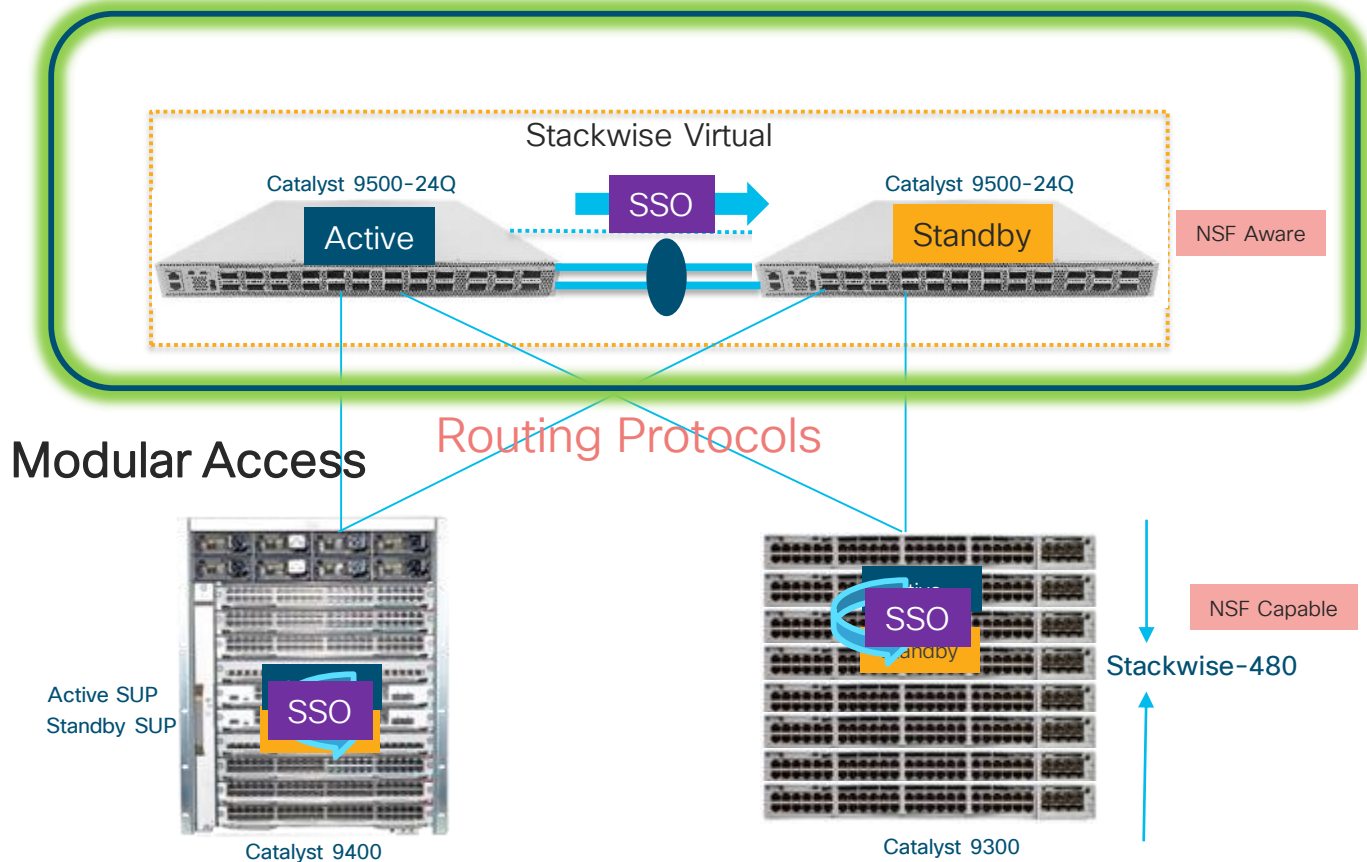 Stackwise Virtual
Catalyst 9500-24Q
Catalyst 9500-24Q
SSO
Active
Standby
NSF Aware
Routing Protocols
Modular Access
NSF Capable
SSO
Stackwise-480
Active SUP
Standby SUP
SSO
Catalyst 9400
Catalyst 9300